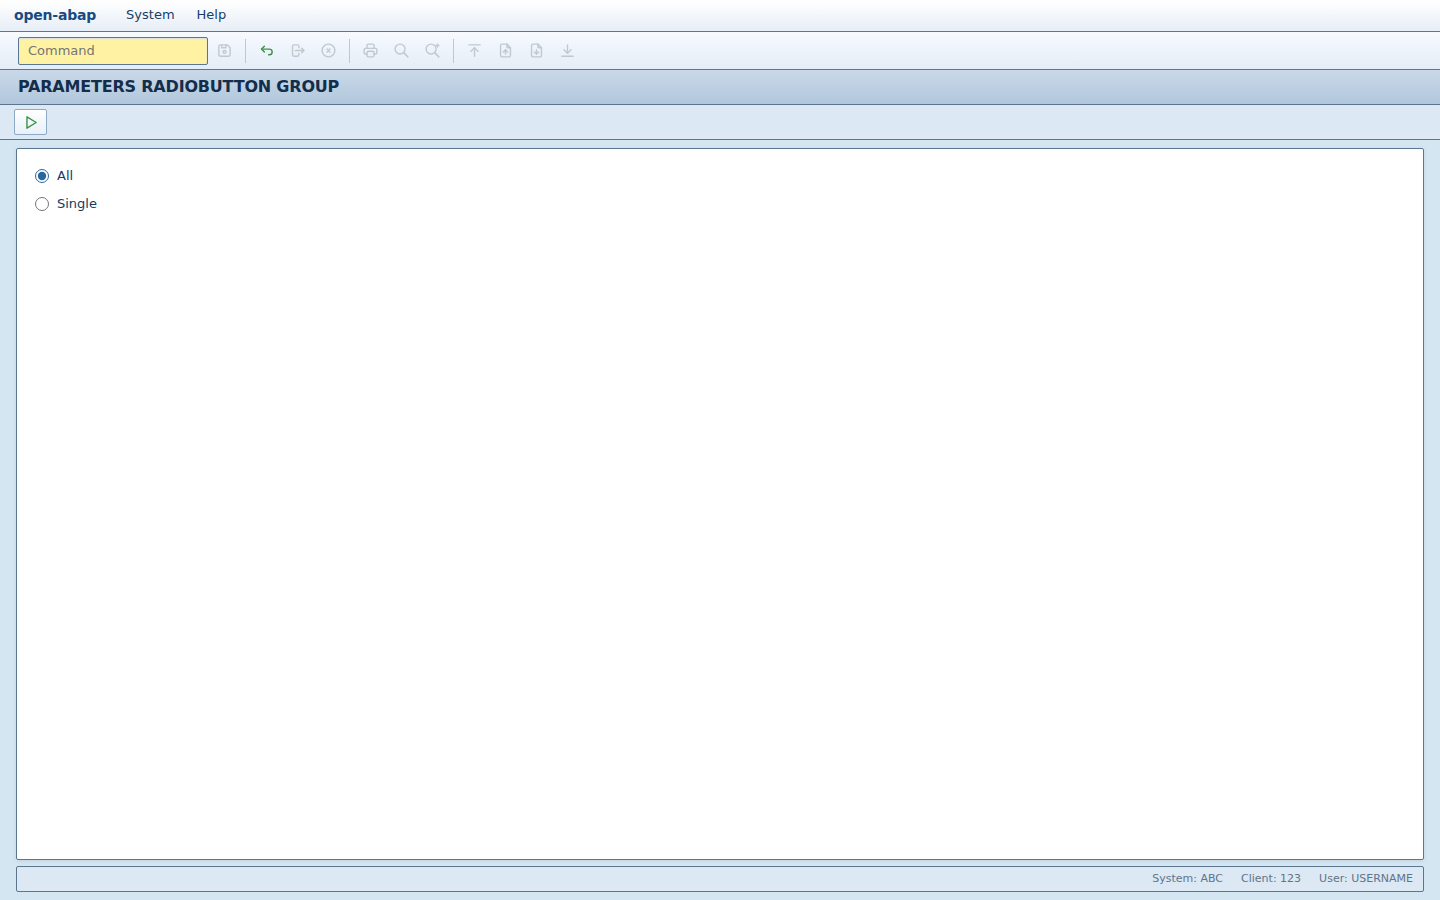 open-abap System Help
Command
PARAMETERS RADIOBUTTON GROUP
All
Single
System: ABC Client: 123 User: USERNAME